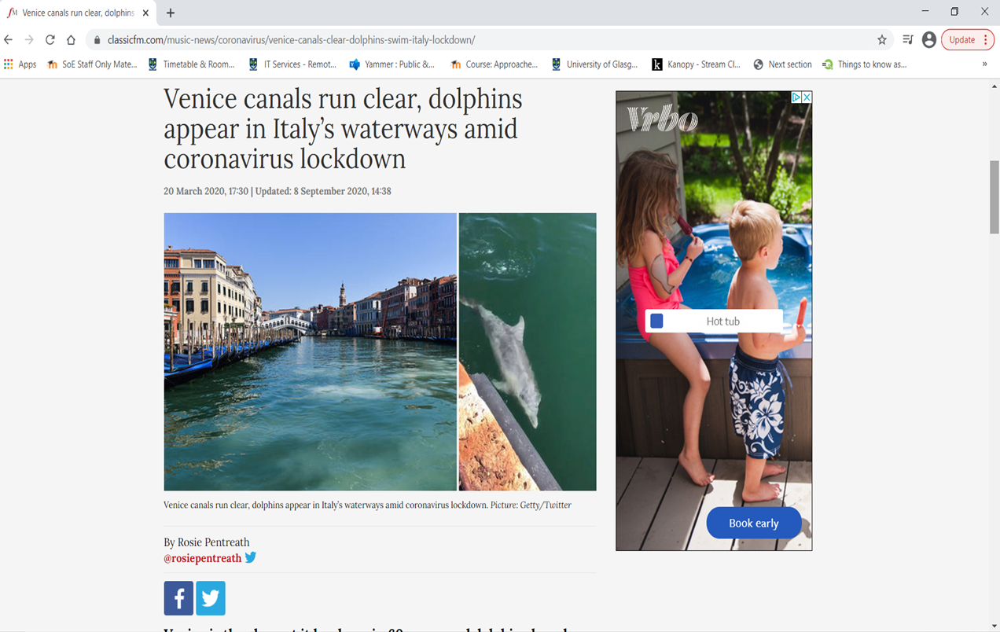 Venice canals run clear, dolphins
classicfm.com/music-news/coronavirus/venice-canals-clear-dolphins-swim-italy-lockdown/
Update
Apps
SoE Staff Only Mate...
Timetable & Room...
IT Services - Remot...
Yammer : Public &...
Course: Approache...
University of Glasg...
k
Kanopy - Stream Cl...
Next section
Things to know as...
»
Venice canals run clear, dolphins
appear in Italy’s waterways amid
coronavirus lockdown
20 March 2020, 17:30 | Updated: 8 September 2020, 14:38
Venice canals run clear, dolphins appear in Italy's waterways amid coronavirus lockdown. Picture: Getty/Twitter
By Rosie Pentreath
@rosiepentreath
f
Vrbo
Hot tub
Book early